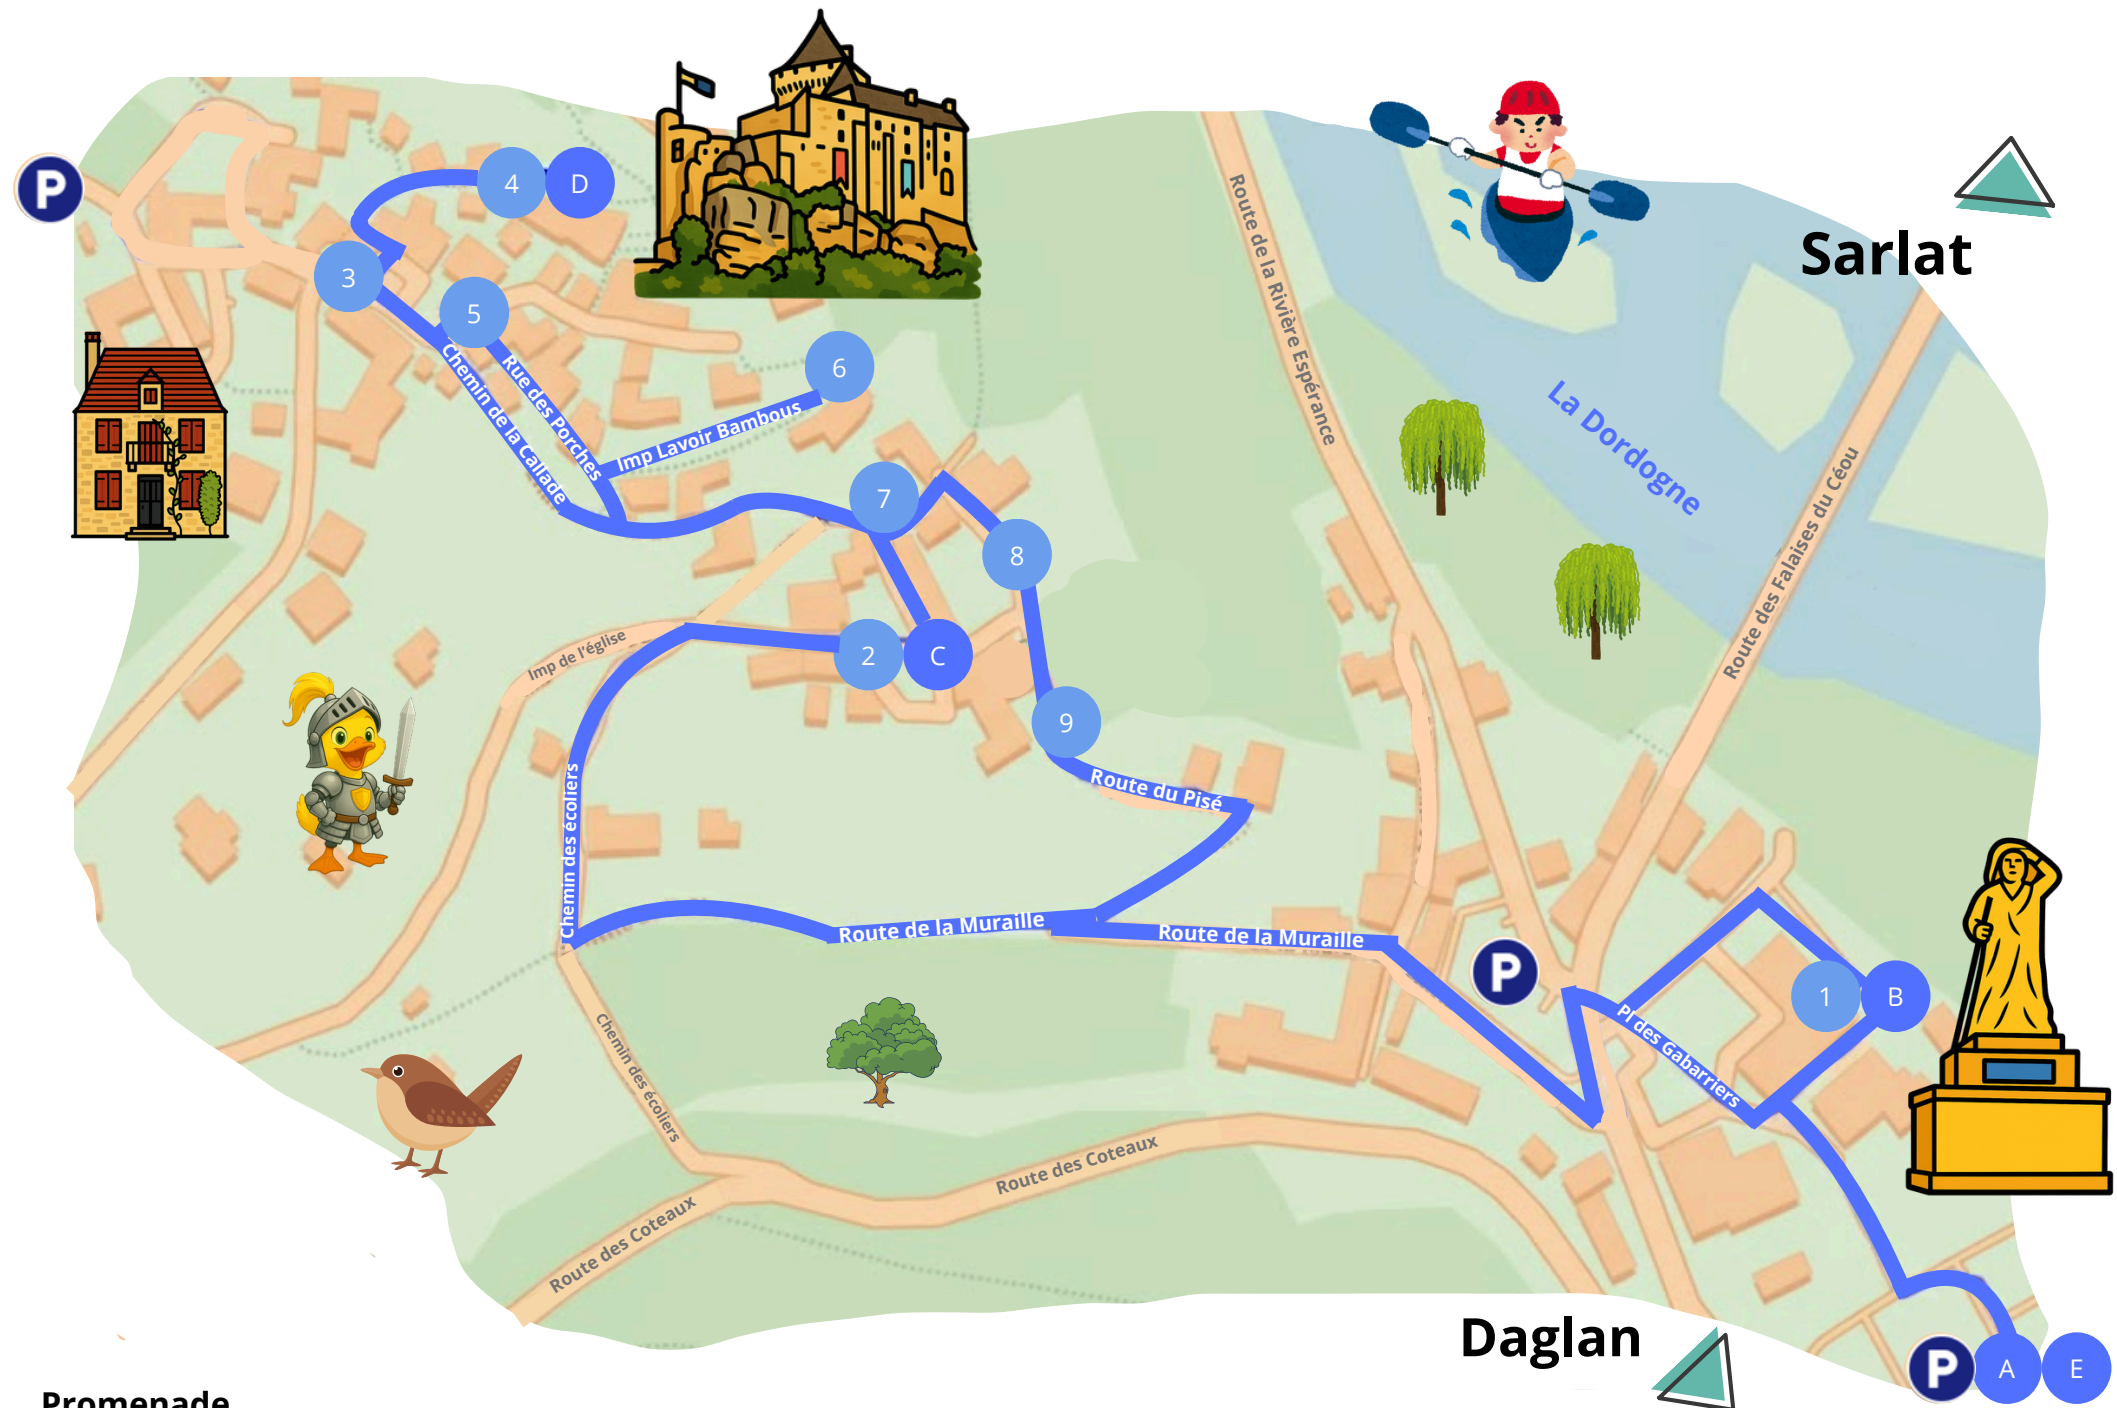 P
4
D
3
5
6
7
8
2
C
9
1
B
P
P
A
E
Sarlat
Daglan
La Dordogne
Route de la Rivière Espérance
Route des Falaises du Céou
Chemin de la Callade
Rue des Porches
Imp Lavoir Bambous
Imp de l'église
Chemin des écoliers
Route du Pisé
Route de la Muraille
Route de la Muraille
Pl des Gabarriers
Chemin des écoliers
Route des Coteaux
Route des Coteaux
Promenade